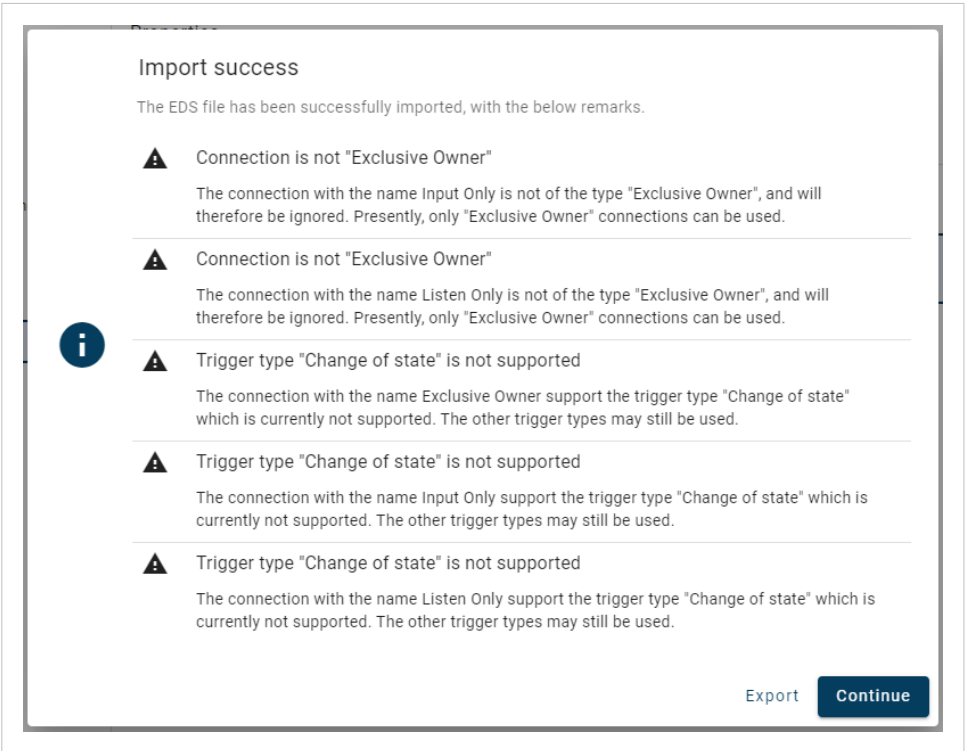 Properties
Import success
The EDS file has been successfully imported, with the below remarks.
Connection is not "Exclusive Owner"
The connection with the name Input Only is not of the type "Exclusive Owner", and will
therefore be ignored. Presently, only "Exclusive Owner" connections can be used.
Connection is not "Exclusive Owner"
The connection with the name Listen Only is not of the type "Exclusive Owner", and will
therefore be ignored. Presently, only "Exclusive Owner" connections can be used.
Trigger type "Change of state" is not supported
The connection with the name Exclusive Owner support the trigger type "Change of state"
which is currently not supported. The other trigger types may still be used.
Trigger type "Change of state" is not supported
The connection with the name Input Only support the trigger type "Change of state" which is
currently not supported. The other trigger types may still be used.
Trigger type "Change of state" is not supported
The connection with the name Listen Only support the trigger type "Change of state" which is
currently not supported. The other trigger types may still be used.
Export Continue